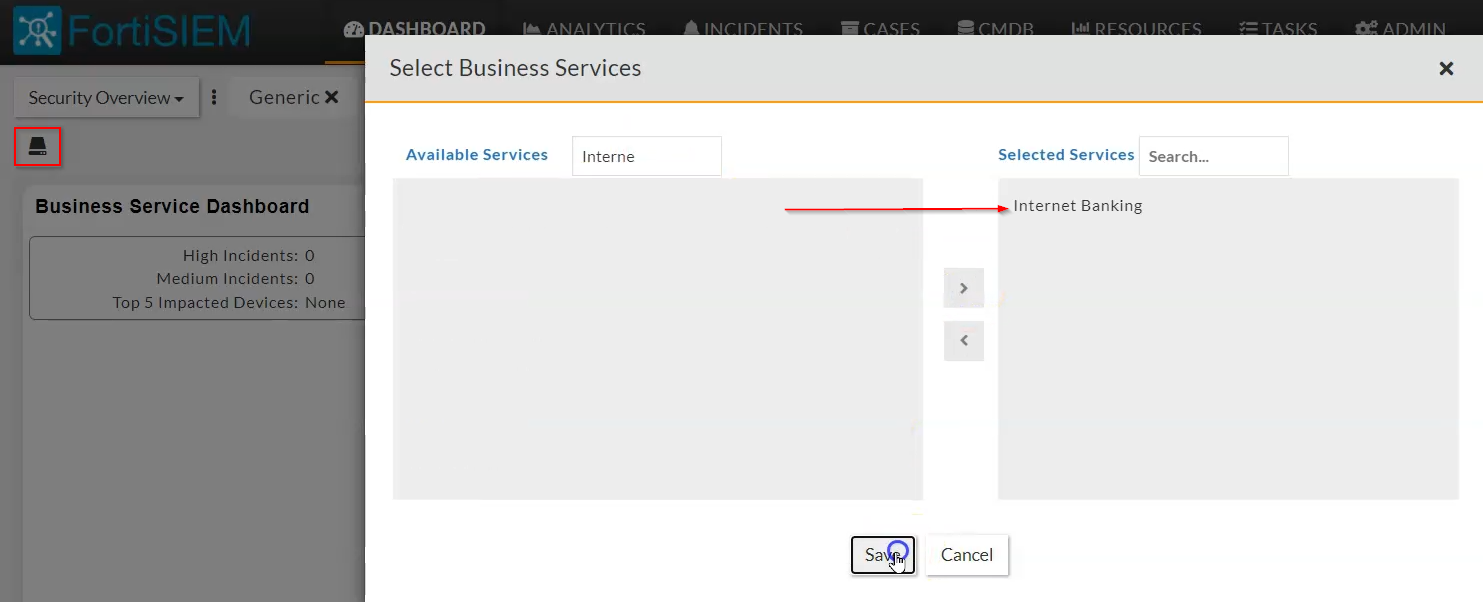 FortiSIEM
DASHBOARD ANALYTICS INCIDENTS CASES CMDB RESOURCES TASKS ADMIN
Select Business Services
Security Overview
Generic
Available Services
Interne
Selected Services
Search...
Business Service Dashboard
Internet Banking
High Incidents: 0
Medium Incidents: 0
Top 5 Impacted Devices: None
Save
Cancel